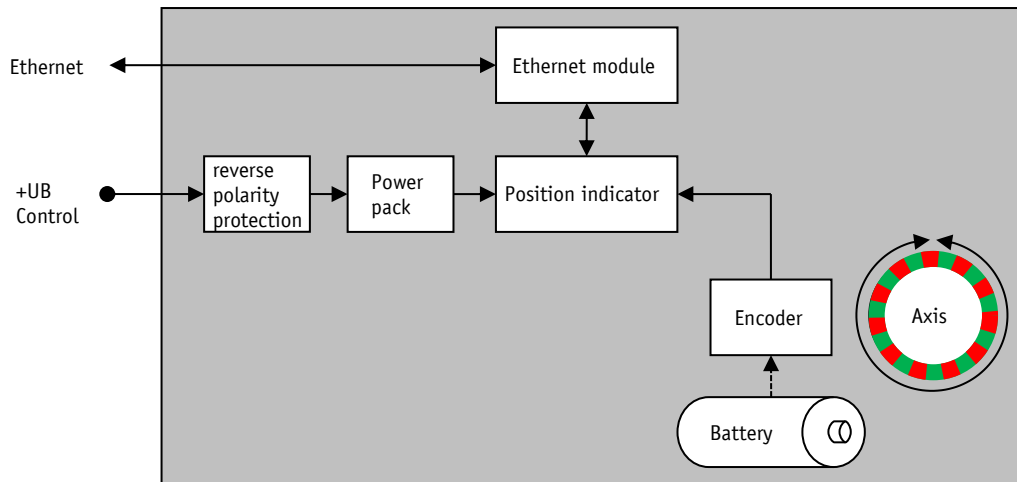 Ethernet module
Ethernet
reverse
polarity
protection
Power
pack
Position indicator
+UB
Control
Encoder
Axis
Battery